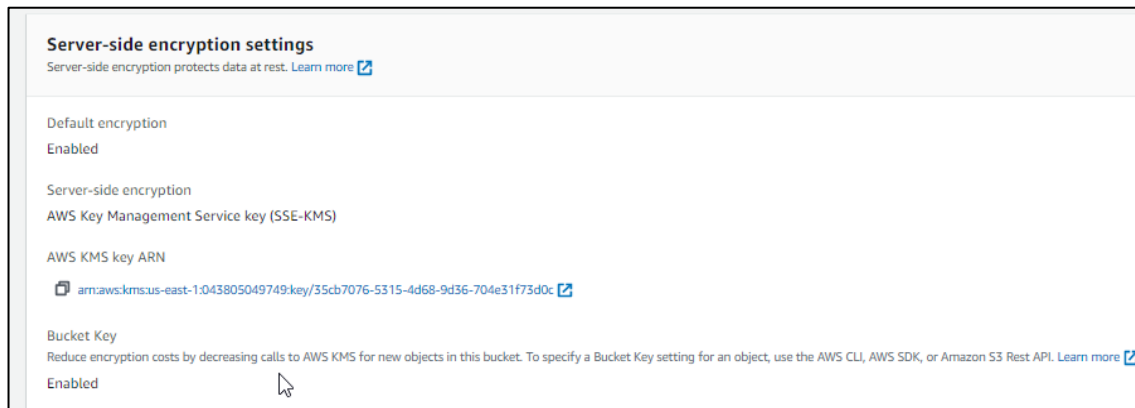 Server-side encryption settings
Server-side encryption protects data at rest. Learn more
Default encryption
Enabled
Server-side encryption
AWS Key Management Service key (SSE-KMS)
AWS KMS key ARN
arn:aws:kms:us-east-1:043805049749:key/35cb7076-5315-4d68-9d36-704e31f73d0c
Bucket Key
Reduce encryption costs by decreasing calls to AWS KMS for new objects in this bucket. To specify a Bucket Key setting for an object, use the AWS CLI, AWS SDK, or Amazon S3 Rest API. Learn more
Enabled